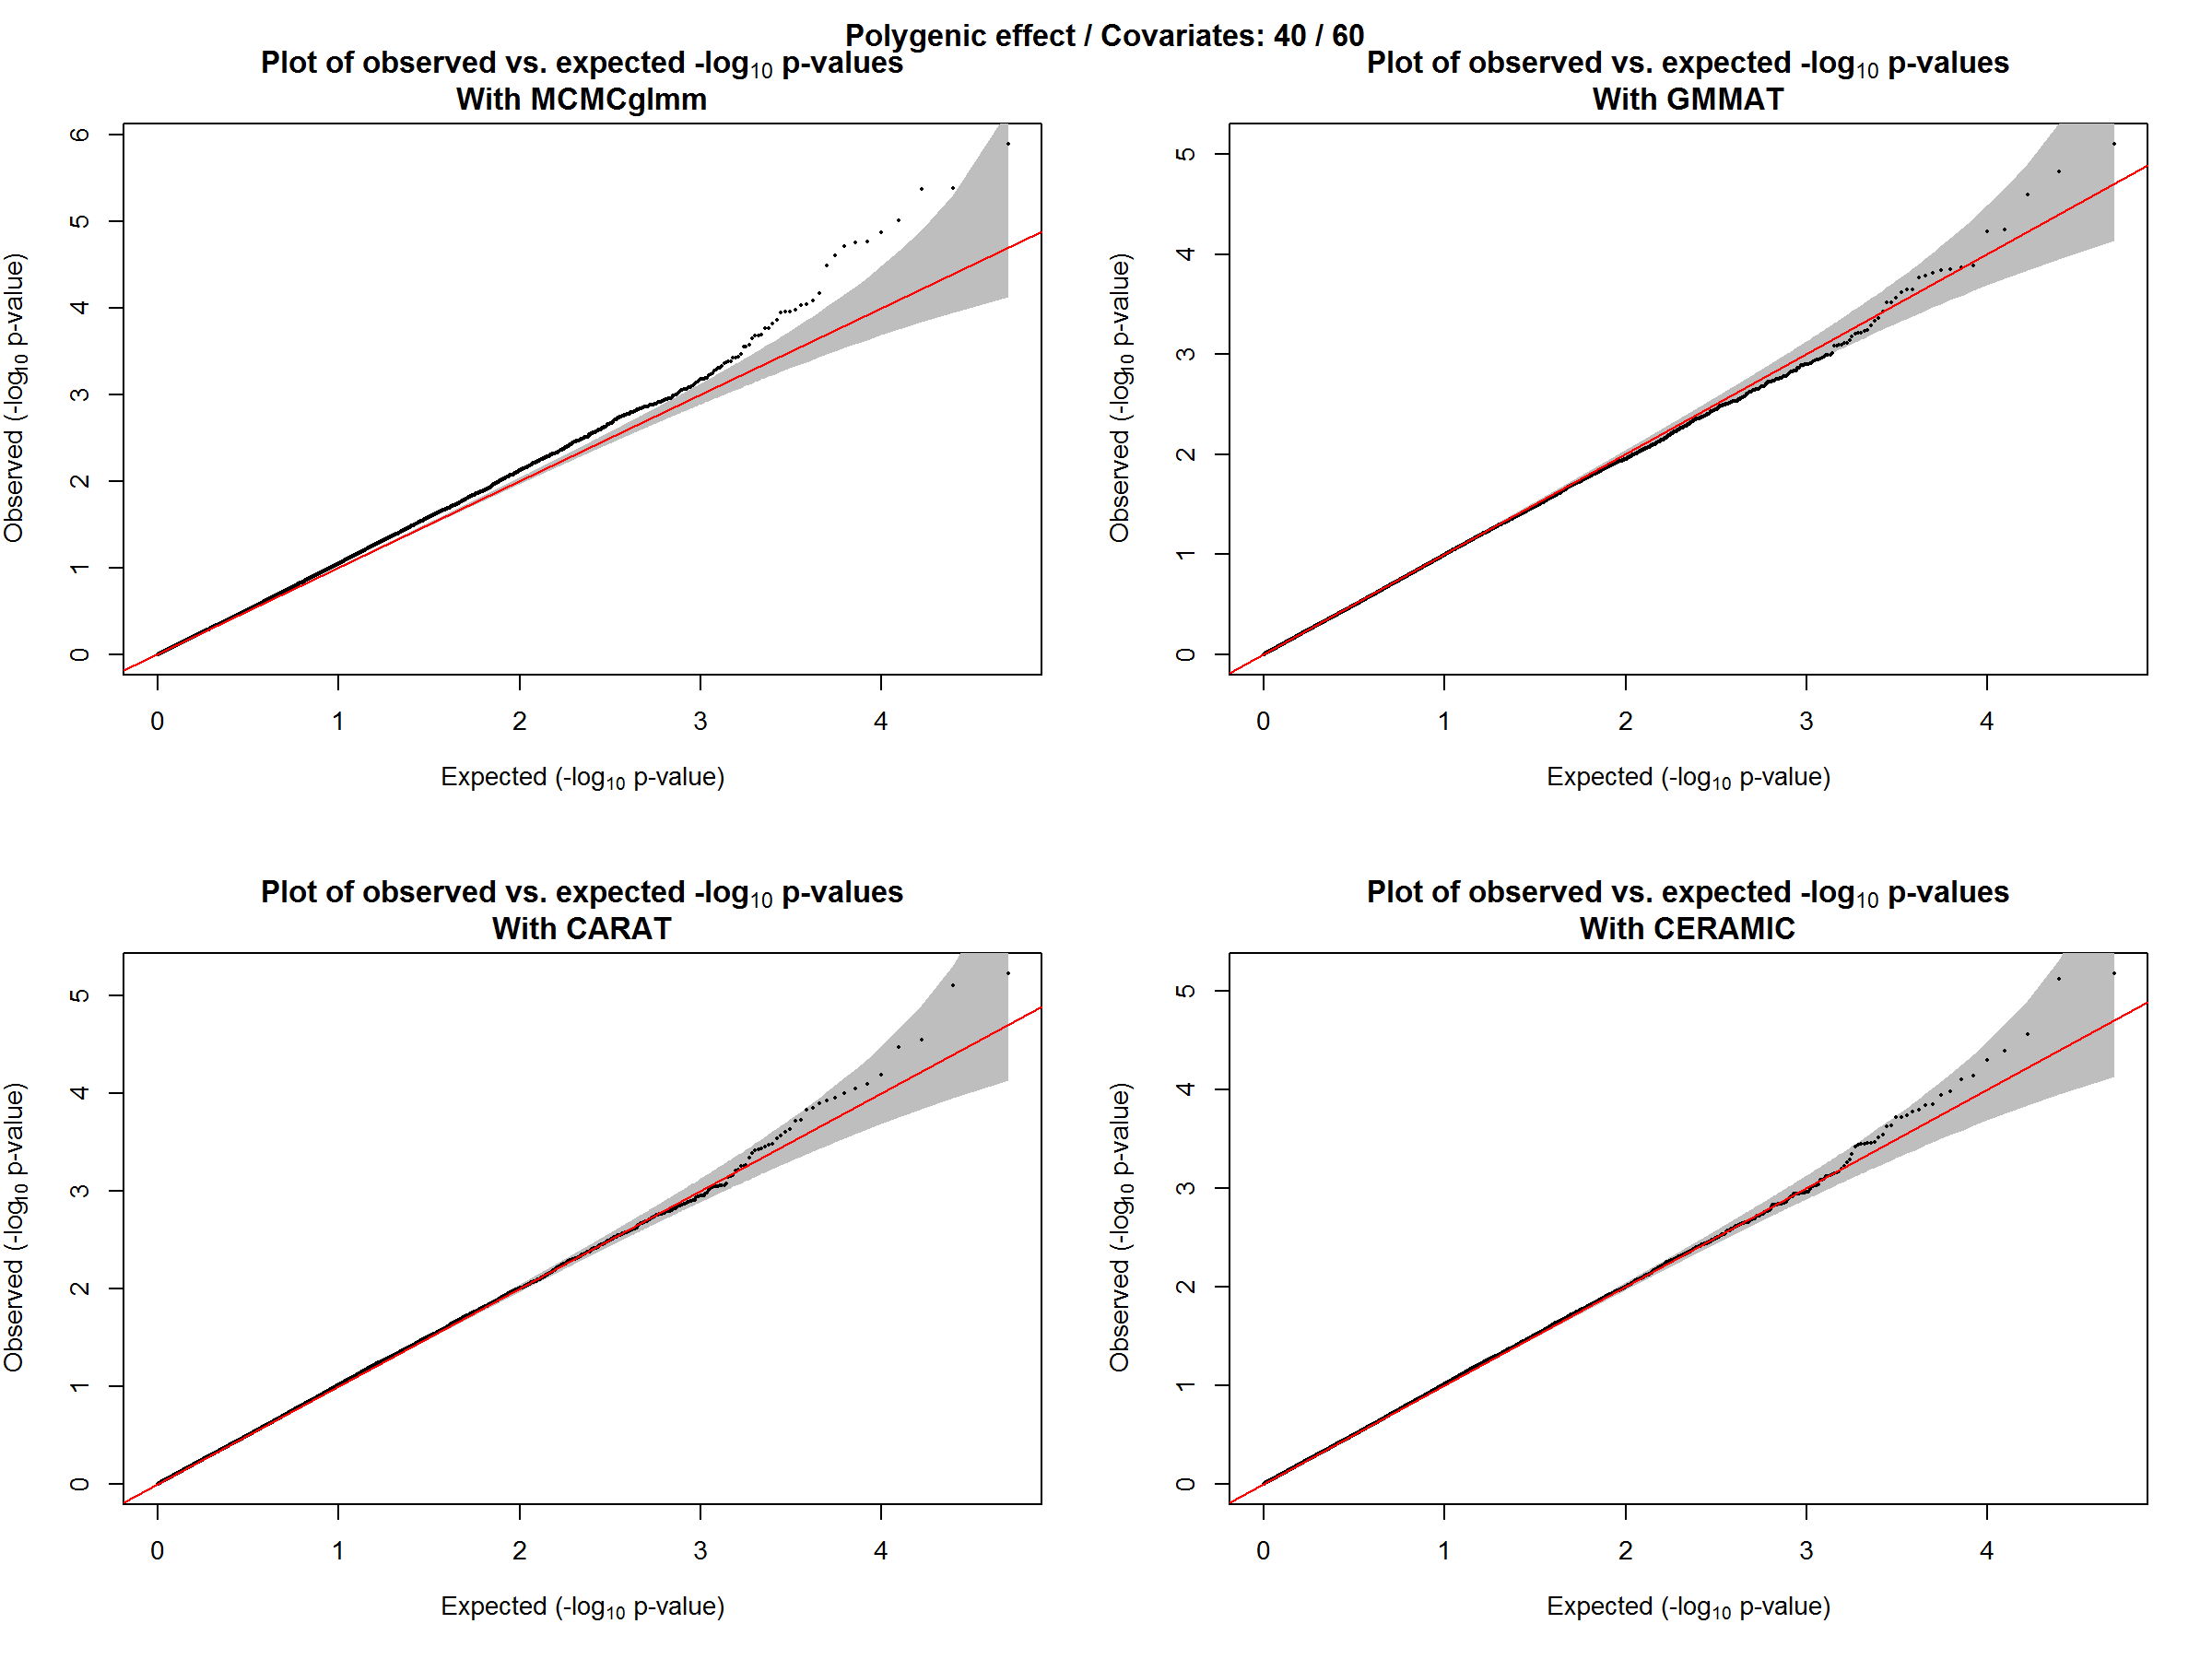 Polygenic effect / Covariates: 40 / 60
Plot of observed vs. expected -log10 p-values
With MCMCglmm
6
5
4
3
2
1
0
Observed (-log10 p-value)
0 1 2 3 4
Expected (-log10 p-value)
Plot of observed vs. expected -log10 p-values
With GMMAT
5
4
3
2
1
0
Observed (-log10 p-value)
0 1 2 3 4
Expected (-log10 p-value)
Plot of observed vs. expected -log10 p-values
With CARAT
5
4
3
2
1
0
Observed (-log10 p-value)
0 1 2 3 4
Expected (-log10 p-value)
Plot of observed vs. expected -log10 p-values
With CERAMIC
5
4
3
2
1
0
Observed (-log10 p-value)
0 1 2 3 4
Expected (-log10 p-value)